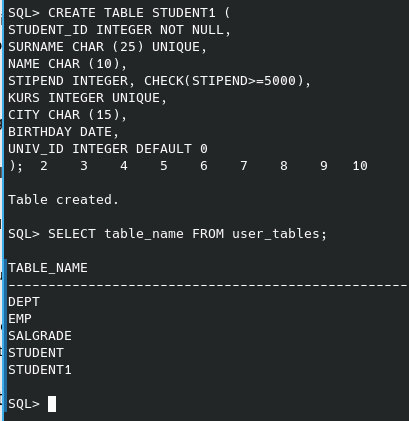 SQL> CREATE TABLE STUDENT1 (
STUDENT_ID INTEGER NOT NULL,
SURNAME CHAR (25) UNIQUE,
NAME CHAR (10),
STIPEND INTEGER, CHECK(STIPEND>=5000),
KURS INTEGER UNIQUE,
CITY CHAR (15),
BIRTHDAY DATE,
UNIV_ID INTEGER DEFAULT 0
);  2    3    4    5    6    7    8    9   10
Table created.
SQL> SELECT table_name FROM user_tables;
TABLE_NAME
--------------------------------------------------
DEPT
EMP
SALGRADE
STUDENT
STUDENT1
SQL>